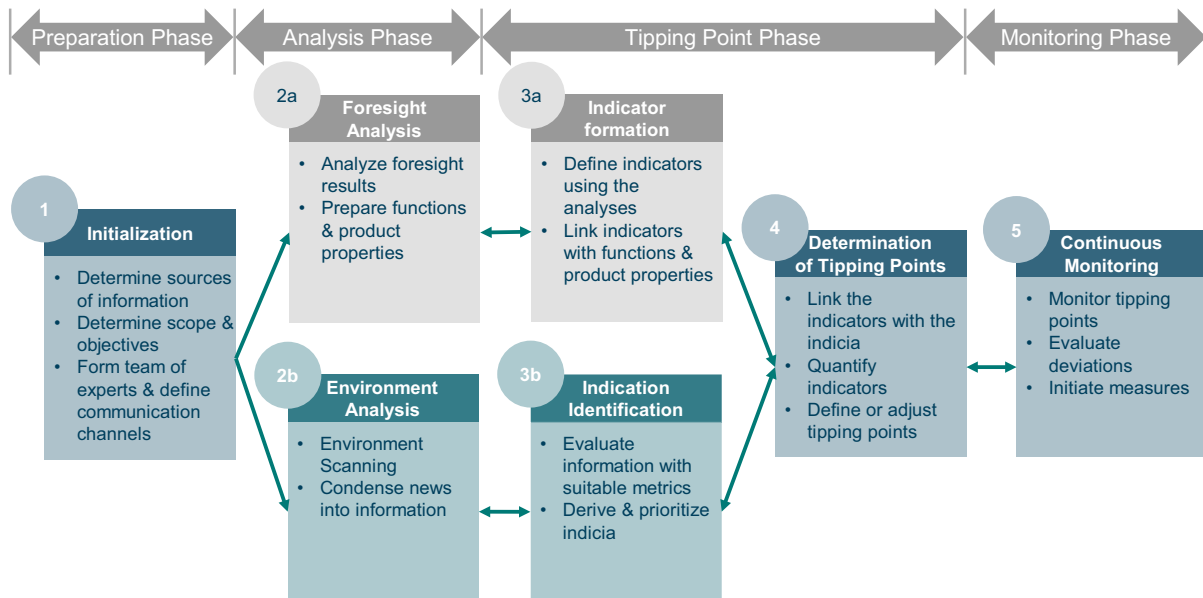 Preparation Phase
Analysis Phase
Tipping Point Phase
Monitoring Phase
1
Initialization
• Determine sources
of information
• Determine scope &
objectives
• Form team of
experts & define
communication
channels
2a
Foresight
Analysis
• Analyze foresight
results
• Prepare functions
& product
properties
3a
Indicator
formation
• Define indicators
using the
analyses
• Link indicators
with functions &
product properties
2b
Environment
Analysis
• Environment
Scanning
• Condense news
into information
3b
Indication
Identification
• Evaluate
information with
suitable metrics
• Derive & prioritize
indicia
4
Determination
of Tipping Points
• Link the
indicators with the
indicia
• Quantify
indicators
• Define or adjust
tipping points
5
Continuous
Monitoring
• Monitor tipping
points
• Evaluate
deviations
• Initiate measures